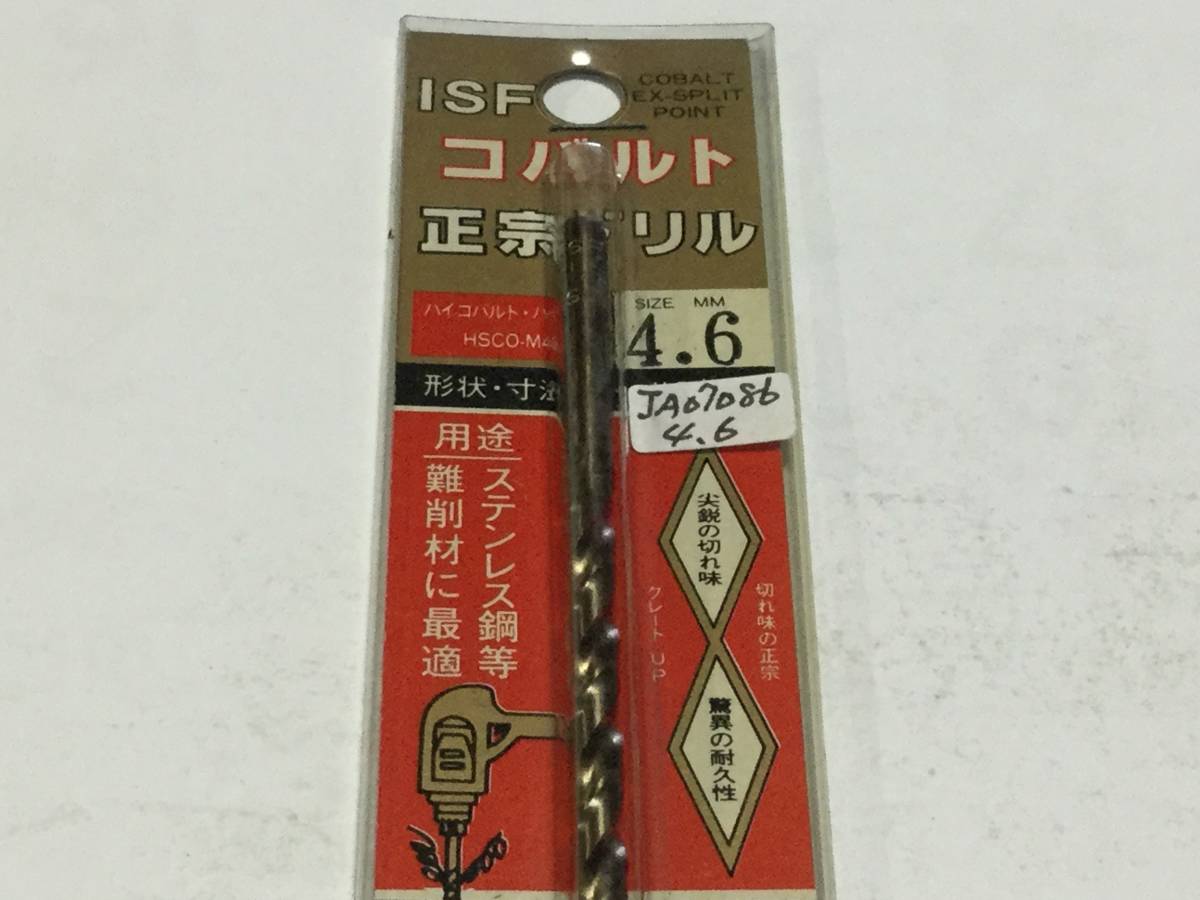 ISF
COBALT
EX-SPLIT
POINT
コバルト
正宗ドリル
ハイコバルト・ハ
HSCO-M4
SIZE MM
4.6
形状・寸法
JA07086
4.6
用途
ステンレス鋼等
難削材に最適
尖鋭の切れ味
切れ味の正宗
グレートUP
驚異の耐久性